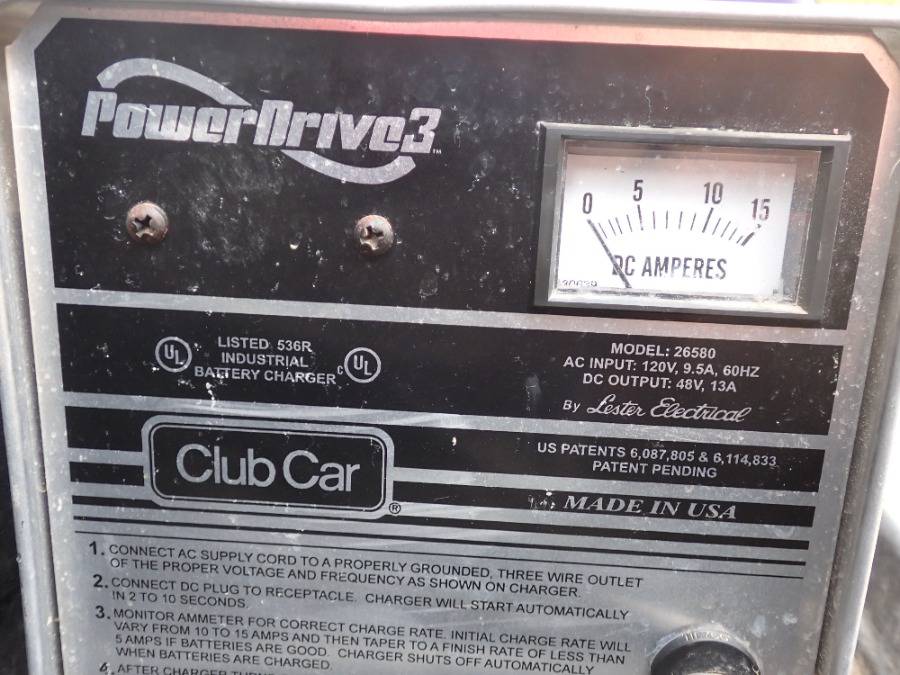 PowerDrive3™
0 5 10 15
DC AMPERES
UL LISTED 536R
INDUSTRIAL
BATTERY CHARGER
c UL
MODEL: 26580
AC INPUT: 120V, 9.5A, 60HZ
DC OUTPUT: 48V, 13A
By Lester Electrical
US PATENTS 6,087,805 & 6,114,833
PATENT PENDING
Club Car®
MADE IN USA
1. CONNECT AC SUPPLY CORD TO A PROPERLY GROUNDED, THREE WIRE OUTLET
OF THE PROPER VOLTAGE AND FREQUENCY AS SHOWN ON CHARGER.
2. CONNECT DC PLUG TO RECEPTACLE. CHARGER WILL START AUTOMATICALLY
IN 2 TO 10 SECONDS.
3. MONITOR AMMETER FOR CORRECT CHARGE RATE. INITIAL CHARGE RATE WILL
VARY FROM 10 TO 15 AMPS AND THEN TAPER TO A FINISH RATE OF LESS THAN
5 AMPS IF BATTERIES ARE GOOD. CHARGER SHUTS OFF AUTOMATICALLY
WHEN BATTERIES ARE CHARGED.
4. AFTER CHARGER